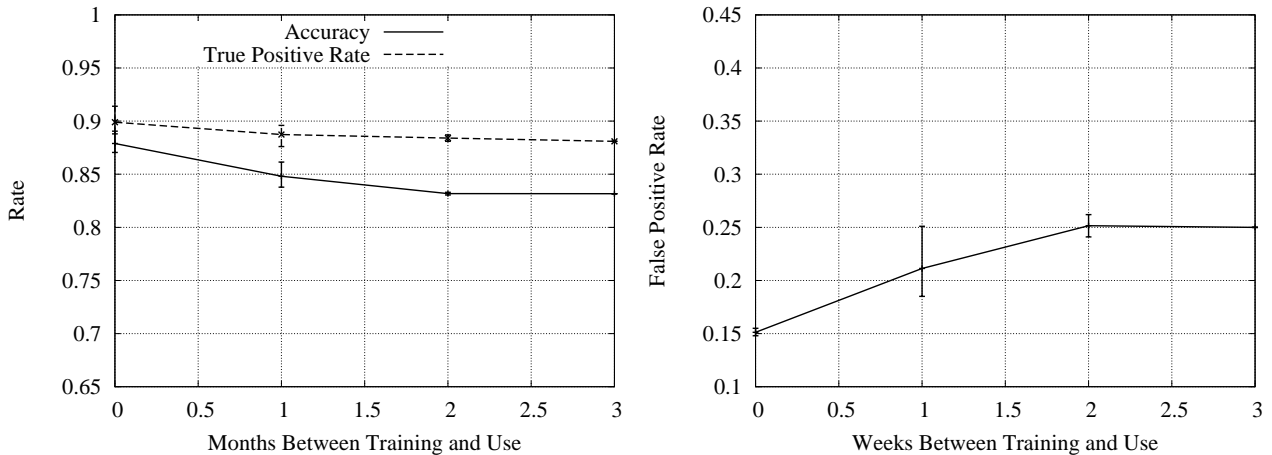 Accuracy
True Positive Rate
1
0.95
0.9
0.85
0.8
0.75
0.7
0.65
Rate
0 0.5 1 1.5 2 2.5 3
Months Between Training and Use
0.45
0.4
0.35
0.3
0.25
0.2
0.15
0.1
False Positive Rate
0 0.5 1 1.5 2 2.5 3
Weeks Between Training and Use